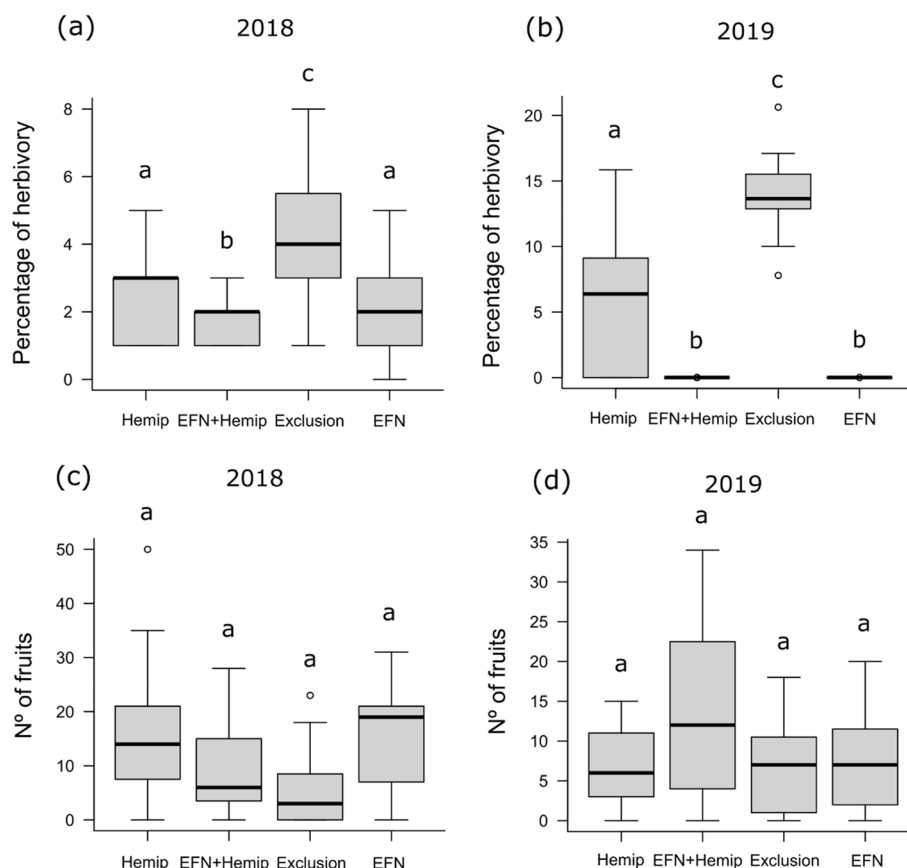 (a) 2018
c
a
a
b
Percentage of herbivory
8
6
4
2
0
Hemip EFN+Hemip Exclusion EFN
(b) 2019
c
a
b
b
Percentage of herbivory
20
15
10
5
0
Hemip EFN+Hemip Exclusion EFN
(c) 2018
a
a
a
a
Nº of fruits
50
40
30
20
10
0
Hemip EFN+Hemip Exclusion EFN
(d) 2019
a
a
a
a
Nº of fruits
35
30
25
20
15
10
5
0
Hemip EFN+Hemip Exclusion EFN